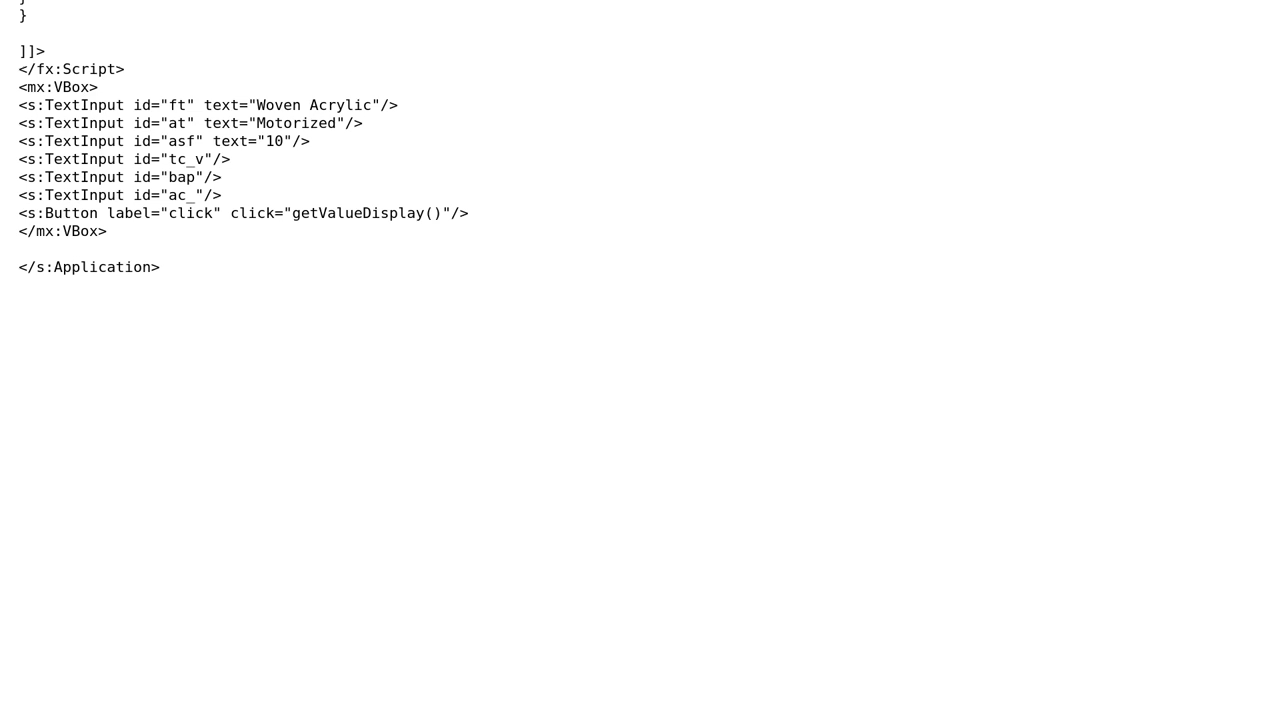 }
}
]]>
</fx:Script>
<mx:VBox>
<s:TextInput id="ft" text="Woven Acrylic"/>
<s:TextInput id="at" text="Motorized"/>
<s:TextInput id="asf" text="10"/>
<s:TextInput id="tc_v"/>
<s:TextInput id="bap"/>
<s:TextInput id="ac_"/>
<s:Button label="click" click="getValueDisplay()"/>
</mx:VBox>
</s:Application>